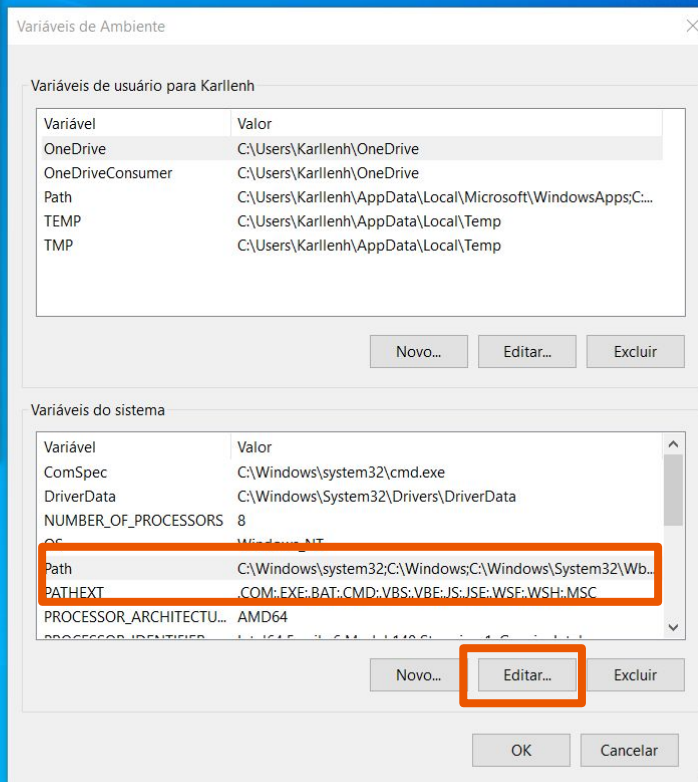 Variáveis de Ambiente
Variáveis de usuário para Karllenh
Variável Valor
OneDrive C:\Users\Karllenh\OneDrive
OneDriveConsumer C:\Users\Karllenh\OneDrive
Path C:\Users\Karllenh\AppData\Local\Microsoft\WindowsApps;C:...
TEMP C:\Users\Karllenh\AppData\Local\Temp
TMP C:\Users\Karllenh\AppData\Local\Temp
Novo... Editar... Excluir
Variáveis do sistema
Variável Valor
ComSpec C:\Windows\system32\cmd.exe
DriverData C:\Windows\System32\Drivers\DriverData
NUMBER_OF_PROCESSORS 8
OS Windows_NT
Path C:\Windows\system32;C:\Windows;C:\Windows\System32\Wb...
PATHEXT .COM;.EXE;.BAT;.CMD;.VBS;.VBE;.JS;.JSE;.WSF;.WSH;.MSC
PROCESSOR_ARCHITECTU... AMD64
PROCESSOR_IDENTIFIER
Novo... Editar... Excluir
OK Cancelar